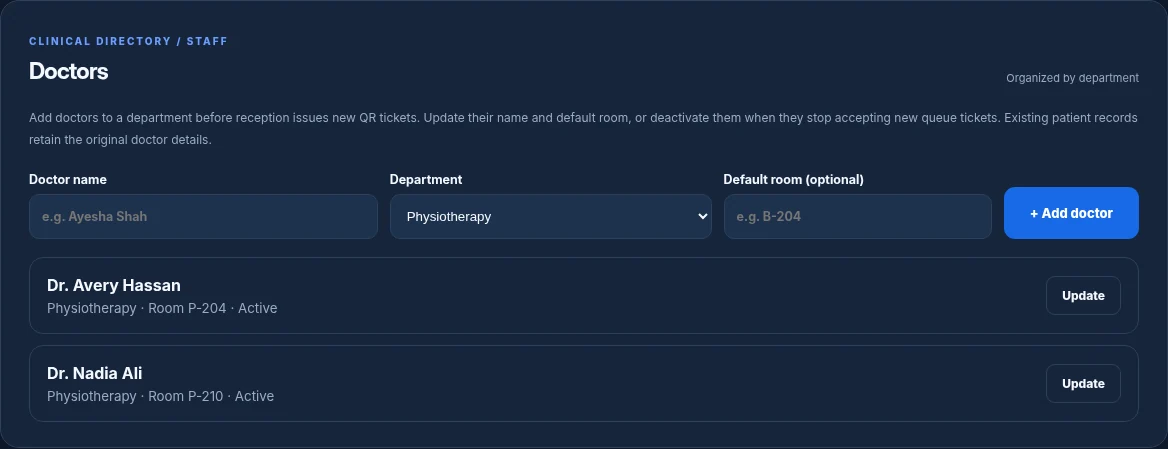 CLINICAL DIRECTORY / STAFF
Doctors
Organized by department
Add doctors to a department before reception issues new QR tickets. Update their name and default room, or deactivate them when they stop accepting new queue tickets. Existing patient records
retain the original doctor details.
Doctor name
Department
Default room (optional)
e.g. Ayesha Shah
Physiotherapy
e.g. B-204
+ Add doctor
Dr. Avery Hassan
Physiotherapy · Room P-204 · Active
Update
Dr. Nadia Ali
Physiotherapy · Room P-210 · Active
Update